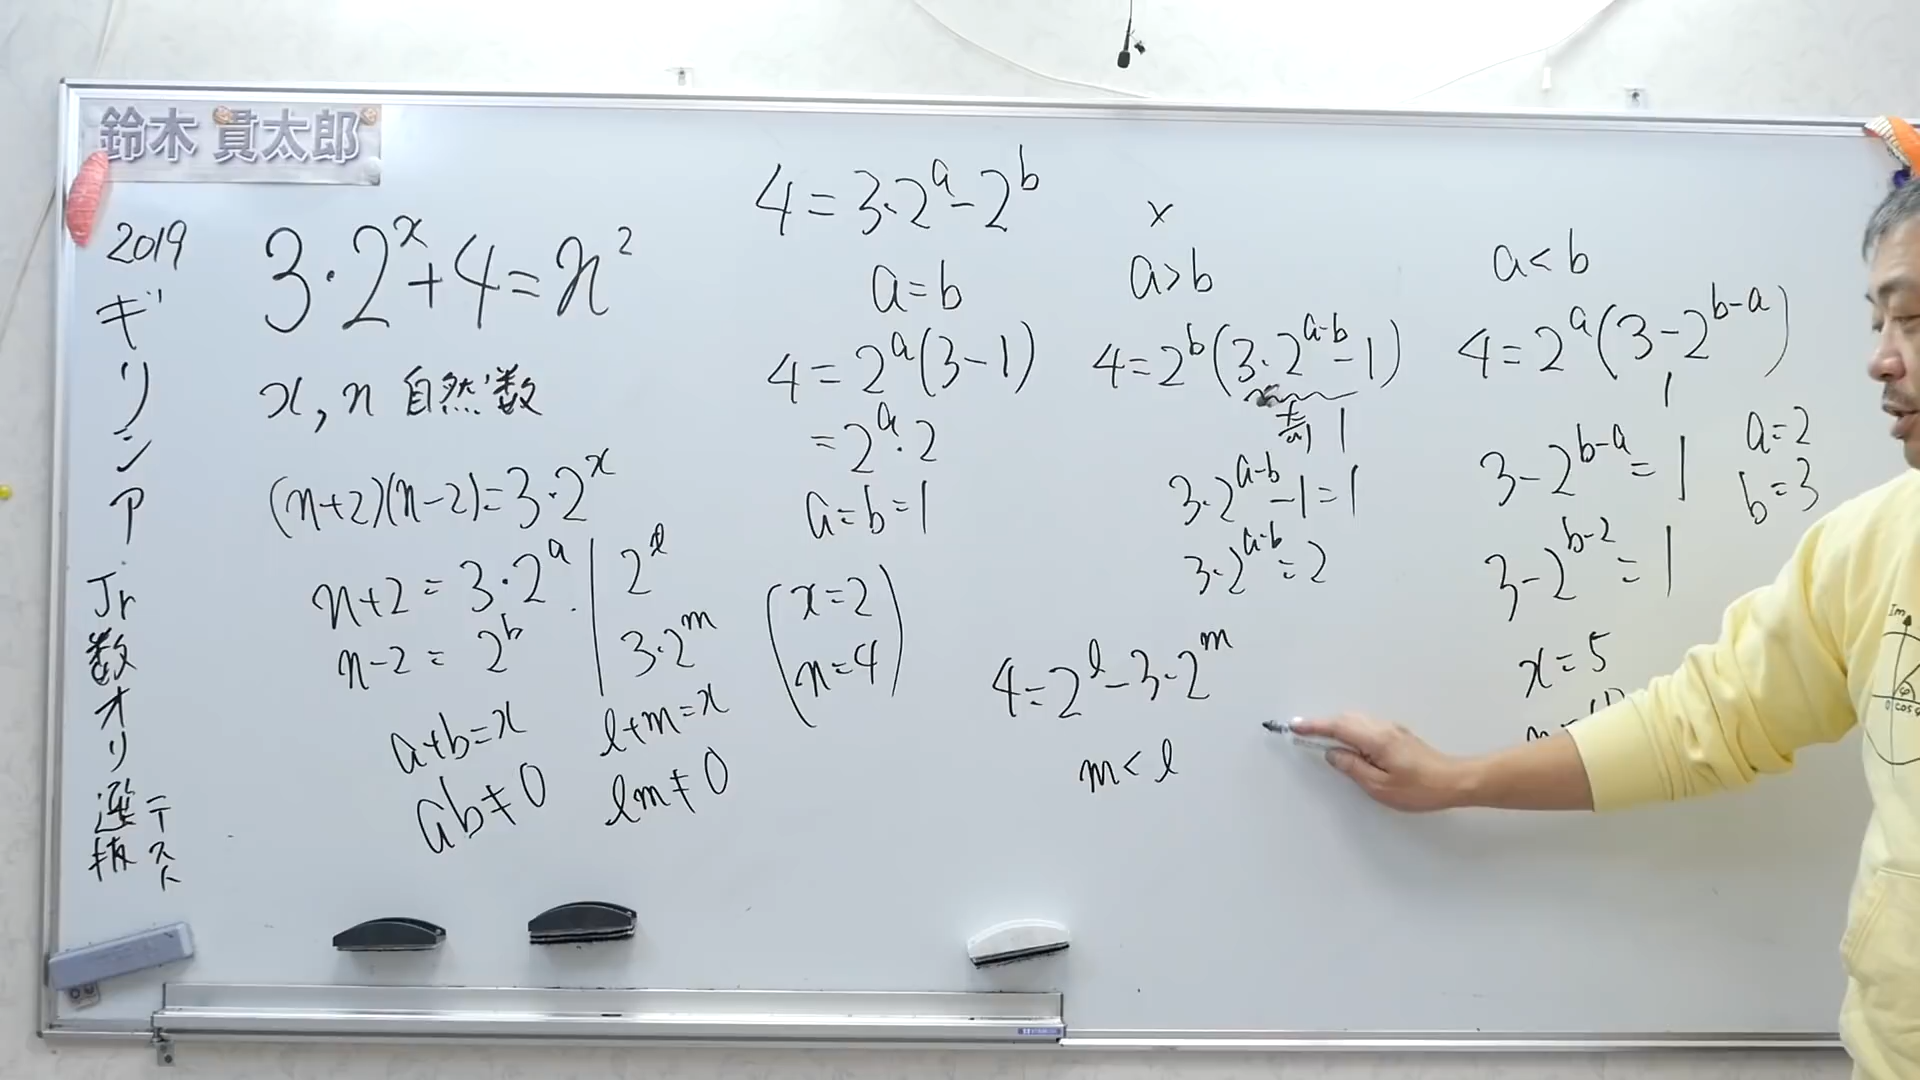 鈴木貫太郎
2019
ギリシア
Jr
数オリ
選抜
テスト
3・2^x+4=n^2
x,n 自然数
(n+2)(n-2)=3・2^x
n+2=3・2^a | 2^ℓ
n-2=2^b | 3・2^m
a+b=x
ab≠0
ℓ+m=x
ℓm≠0
4=3・2^a-2^b
a=b
4=2^a(3-1)
=2^a・2
a=b=1
(x=2
n=4)
×
a>b
4=2^b(3・2^{a-b}-1)
奇 1
3・2^{a-b}-1=1
3・2^{a-b}=2
4=2^ℓ-3・2^m
m<ℓ
a<b
4=2^a(3-2^{b-a})
1
3-2^{b-a}=1
a=2
b=3
3-2^{b-2}=1
x=5
Im
φ
0 cos φ